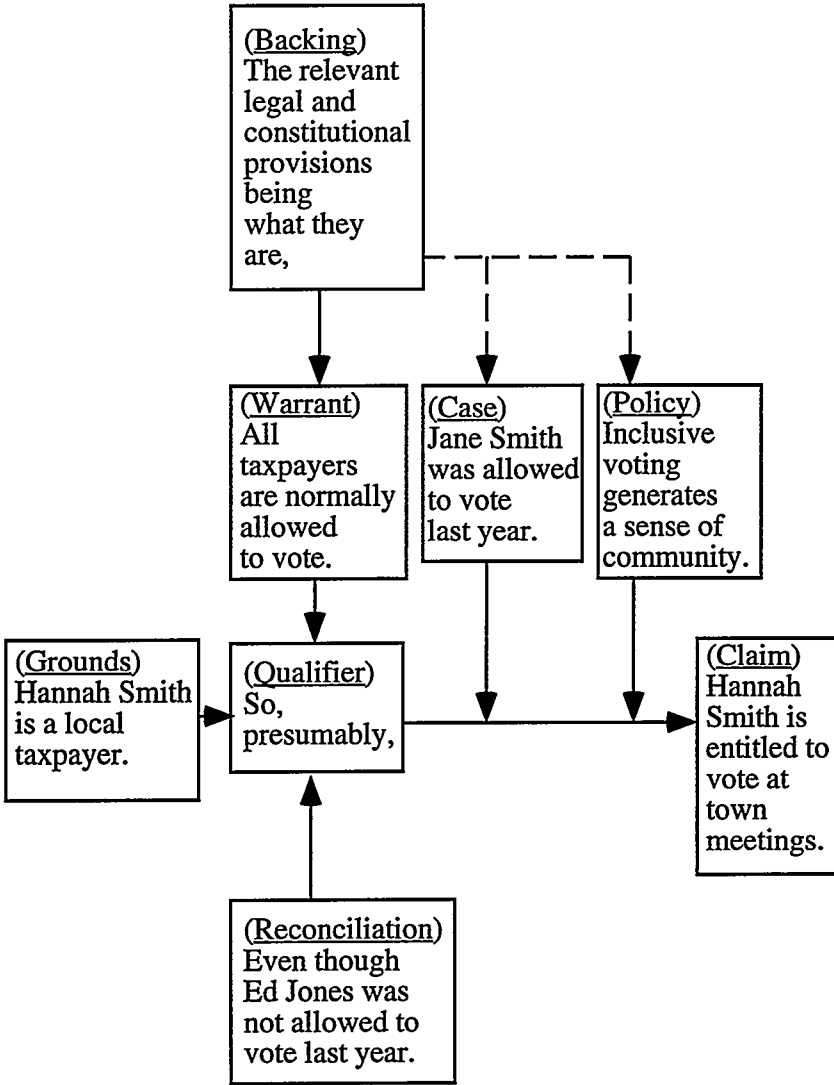 (Backing)
The relevant
legal and
constitutional
provisions
being
what they
are,
(Warrant)
All
taxpayers
are normally
allowed
to vote.
(Case)
Jane Smith
was allowed
to vote
last year.
(Policy)
Inclusive
voting
generates
a sense of
community.
(Grounds)
Hannah Smith
is a local
taxpayer.
(Qualifier)
So,
presumably,
(Claim)
Hannah
Smith is
entitled to
vote at
town
meetings.
(Reconciliation)
Even though
Ed Jones was
not allowed to
vote last year.